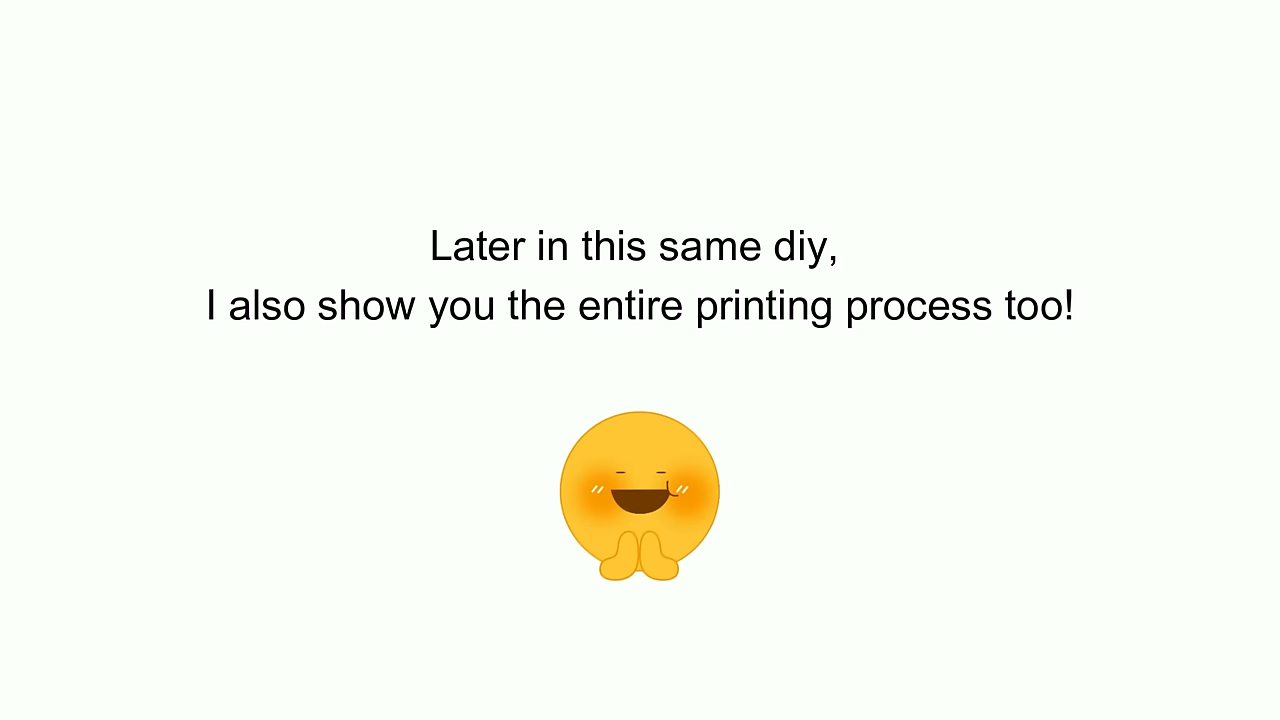 Later in this same diy,
I also show you the entire printing process too!